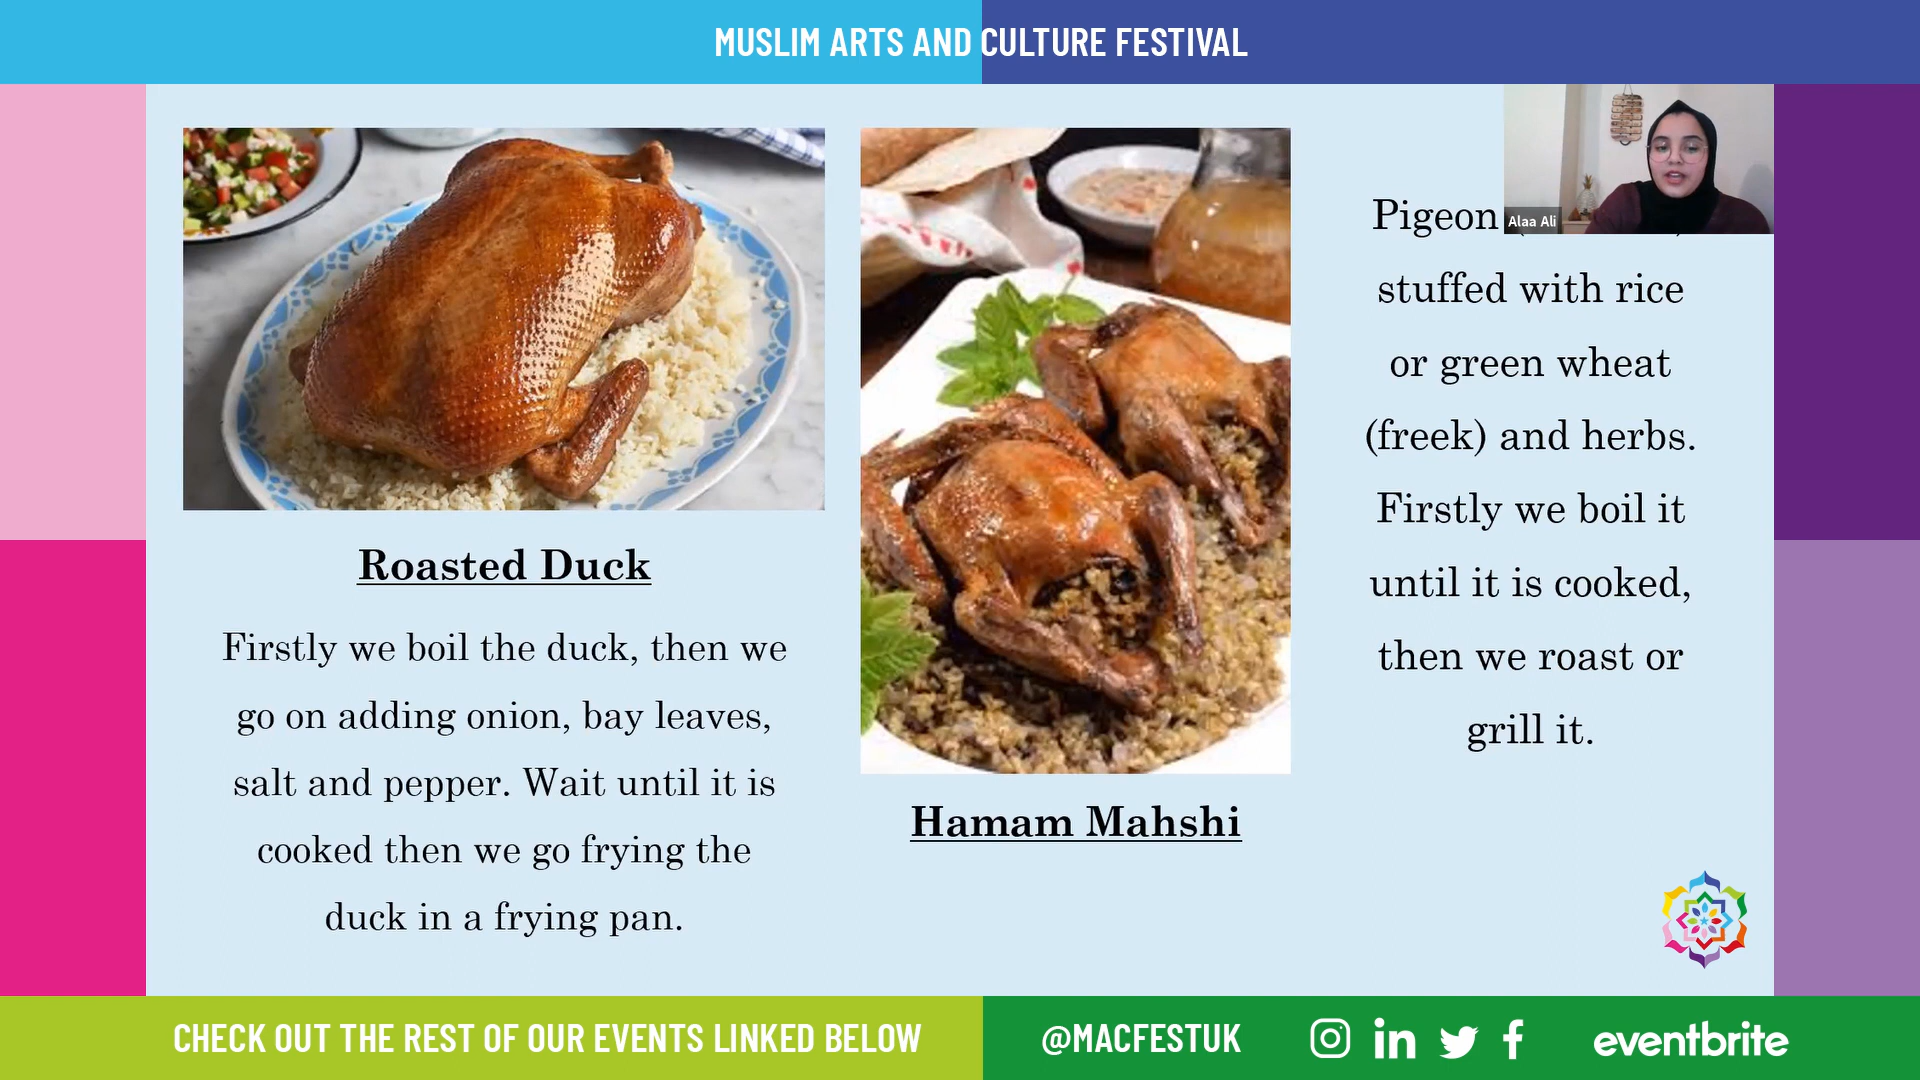 MUSLIM ARTS AND CULTURE FESTIVAL
Roasted Duck
Firstly we boil the duck, then we
go on adding onion, bay leaves,
salt and pepper. Wait until it is
cooked then we go frying the
duck in a frying pan.
Hamam Mahshi
Pigeon
stuffed with rice
or green wheat
(freek) and herbs.
Firstly we boil it
until it is cooked,
then we roast or
grill it.
Alaa Ali
CHECK OUT THE REST OF OUR EVENTS LINKED BELOW
@MACFESTUK
in
eventbrite